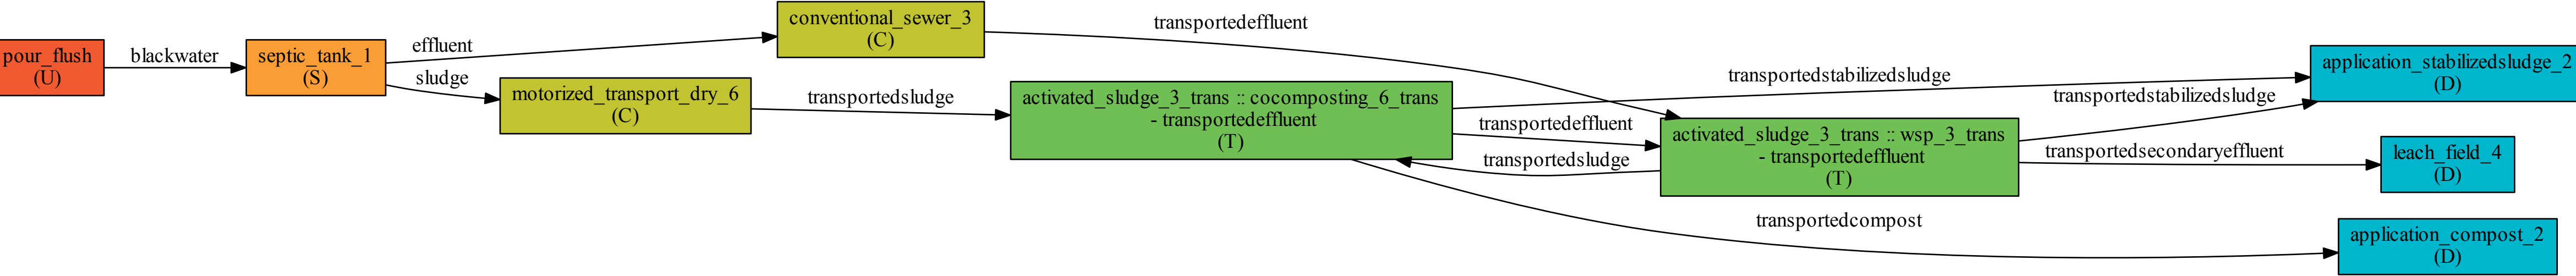 pour_flush
(U)
blackwater
septic_tank_1
(S)
effluent
sludge
conventional_sewer_3
(C)
motorized_transport_dry_6
(C)
transportedeffluent
transportedsludge
activated_sludge_3_trans :: cocomposting_6_trans
- transportedeffluent
(T)
transportedstabilizedsludge
transportedeffluent
transportedsludge
activated_sludge_3_trans :: wsp_3_trans
- transportedeffluent
(T)
transportedcompost
transportedstabilizedsludge
transportedsecondaryeffluent
application_stabilizedsludge_2
(D)
leach_field_4
(D)
application_compost_2
(D)